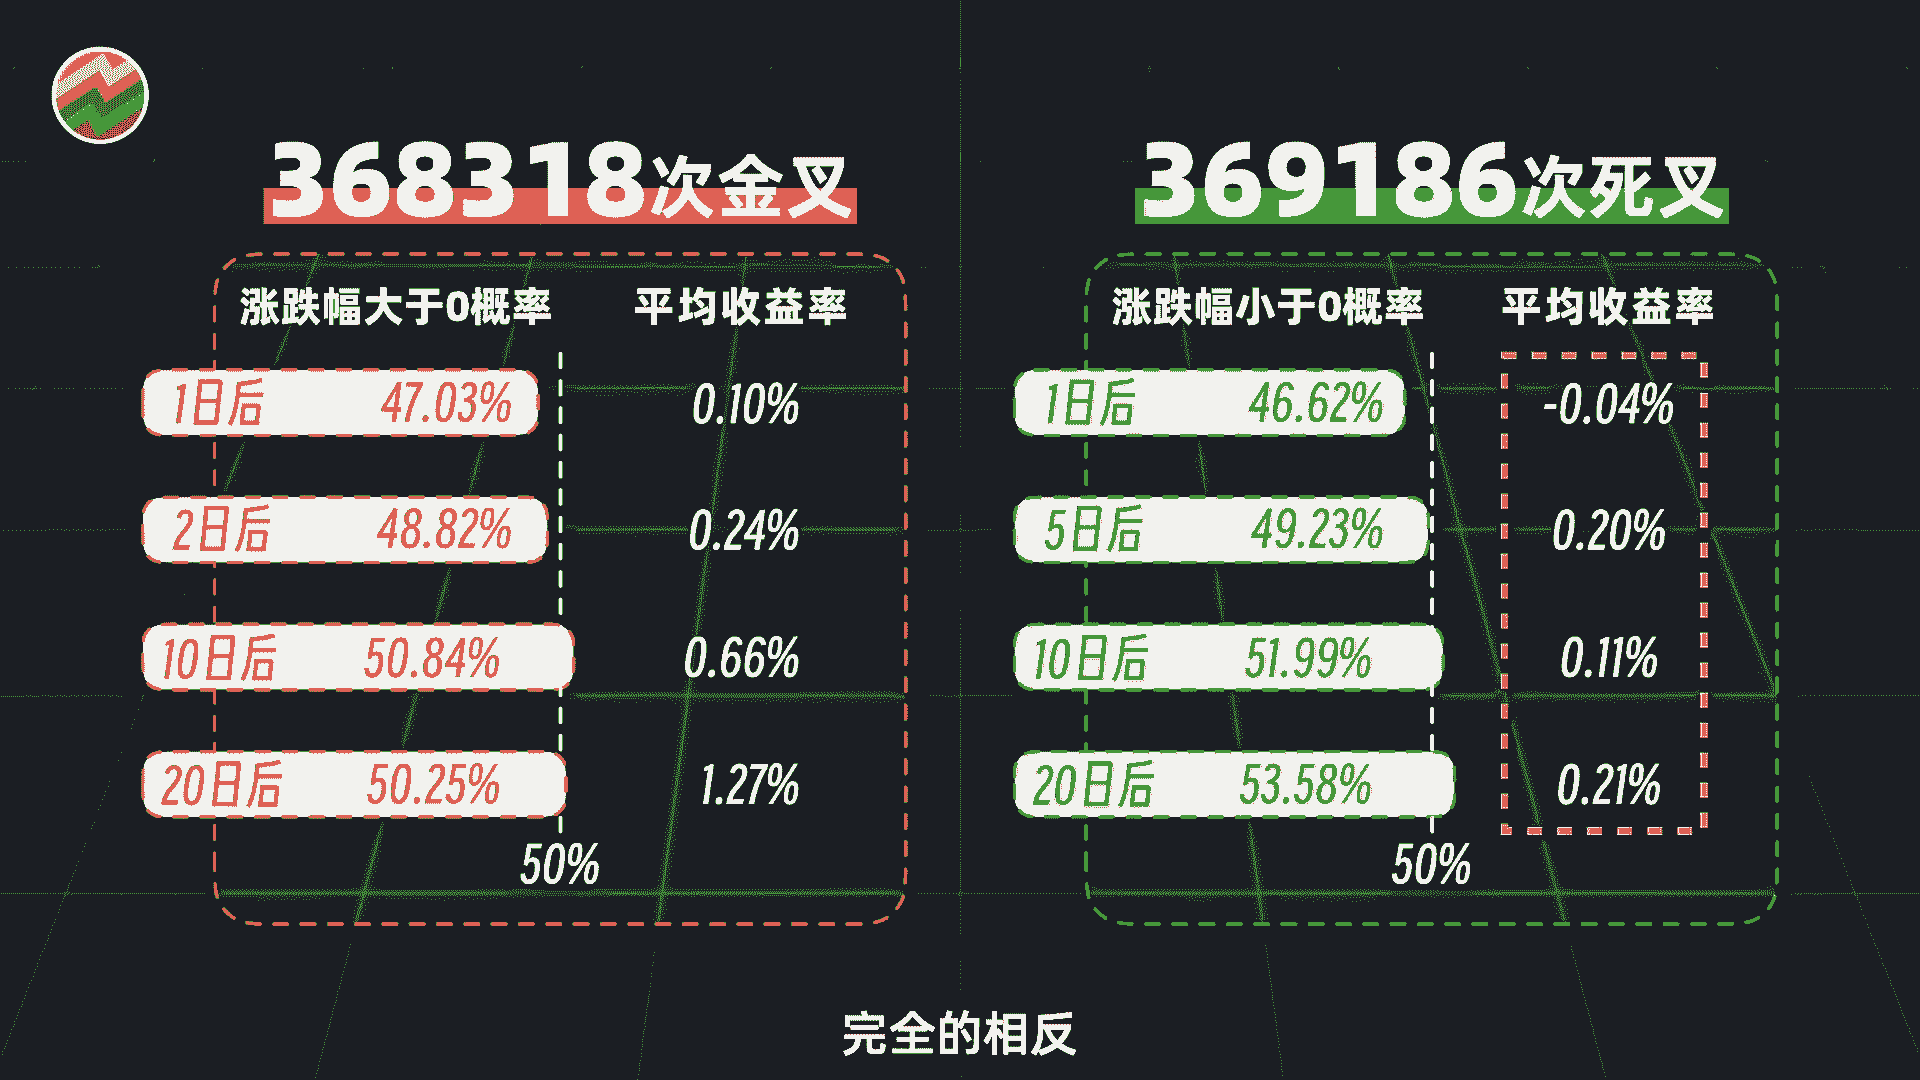 368318次金叉
涨跌幅大于0概率 平均收益率
1日后 47.03% 0.10%
2日后 48.82% 0.24%
10日后 50.84% 0.66%
20日后 50.25% 1.27%
50%
369186次死叉
涨跌幅小于0概率 平均收益率
1日后 46.62% -0.04%
5日后 49.23% 0.20%
10日后 51.99% 0.11%
20日后 53.58% 0.21%
50%
完全的相反